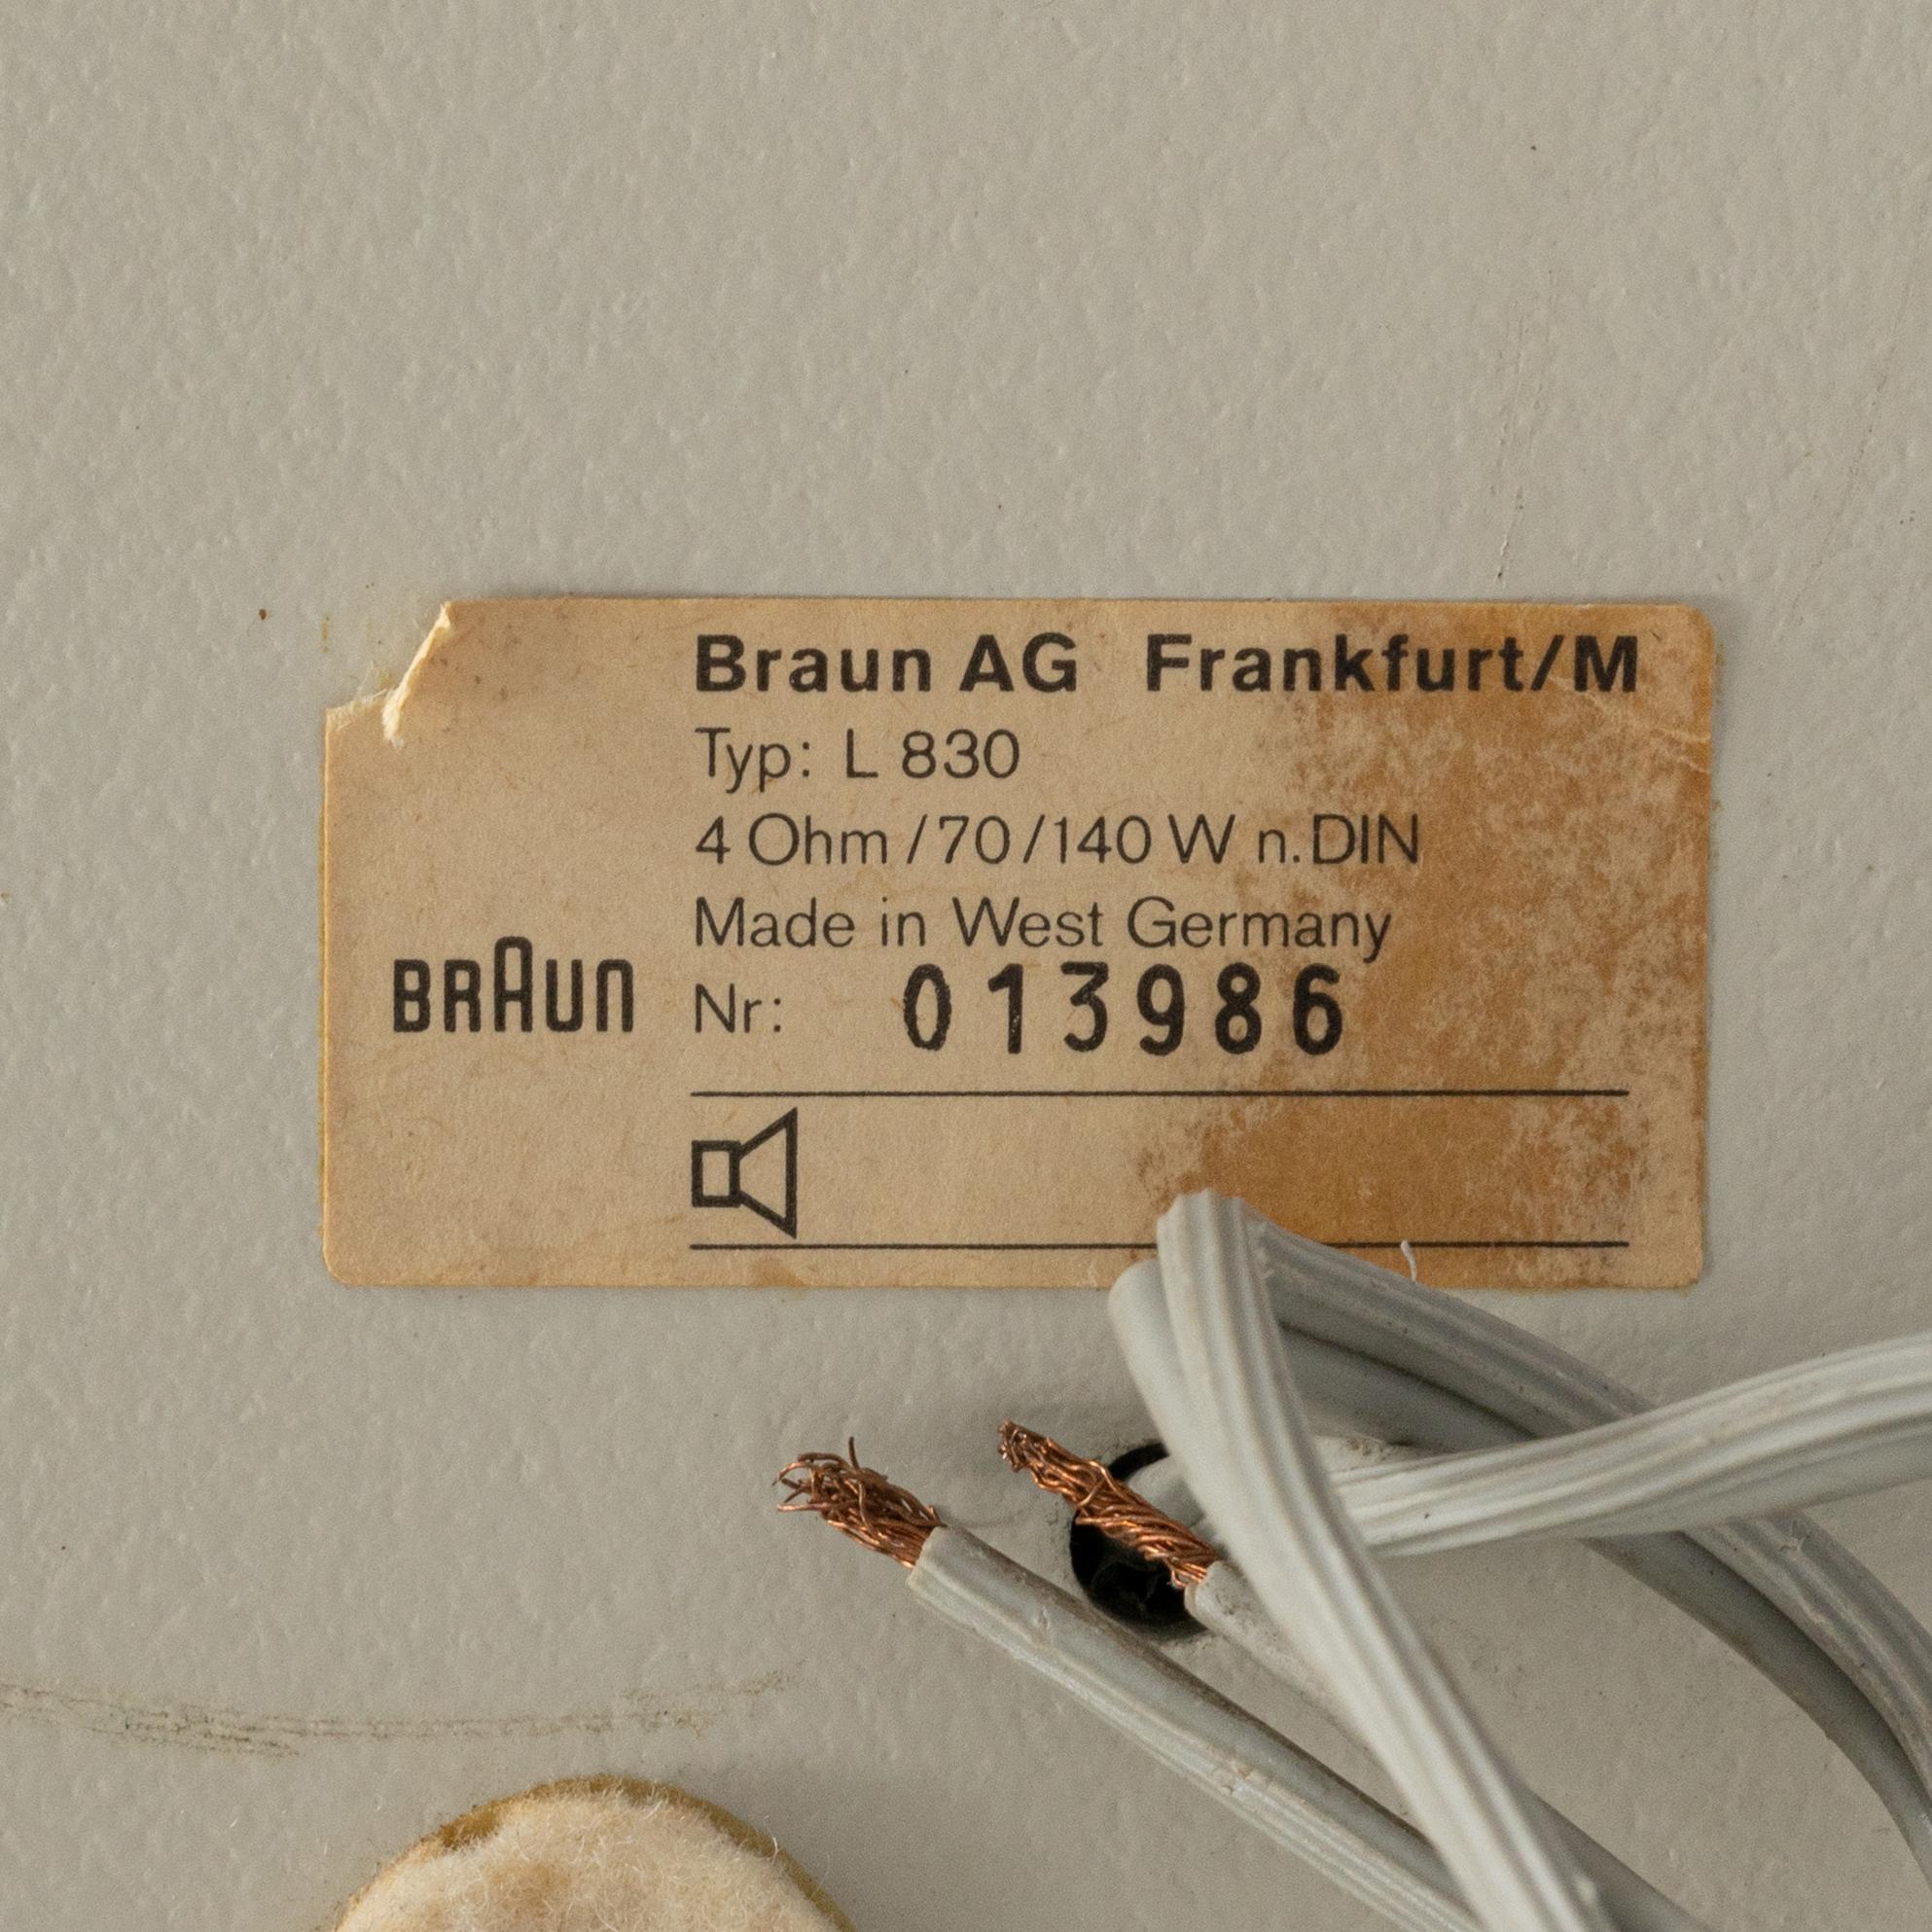 Braun AG Frankfurt/M
Typ: L 830
4 Ohm / 70 / 140 W n. DIN
Made in West Germany
BRAUN
Nr: 013986